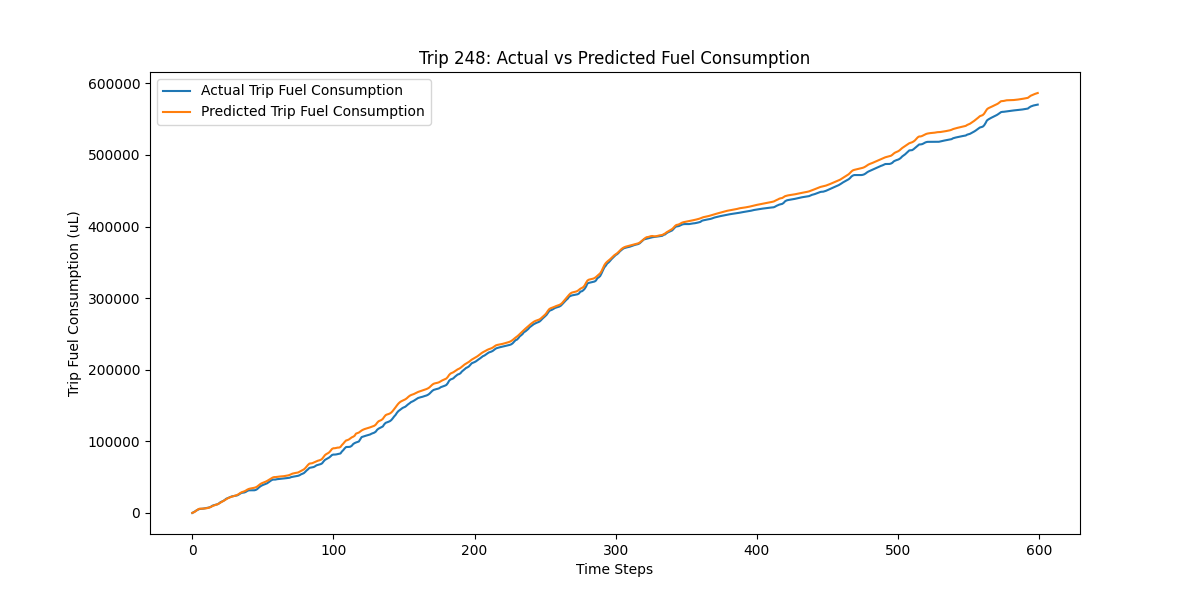 Trip 248: Actual vs Predicted Fuel Consumption
Actual Trip Fuel Consumption
Predicted Trip Fuel Consumption
Trip Fuel Consumption (uL)
600000
500000
400000
300000
200000
100000
0
0 100 200 300 400 500 600
Time Steps